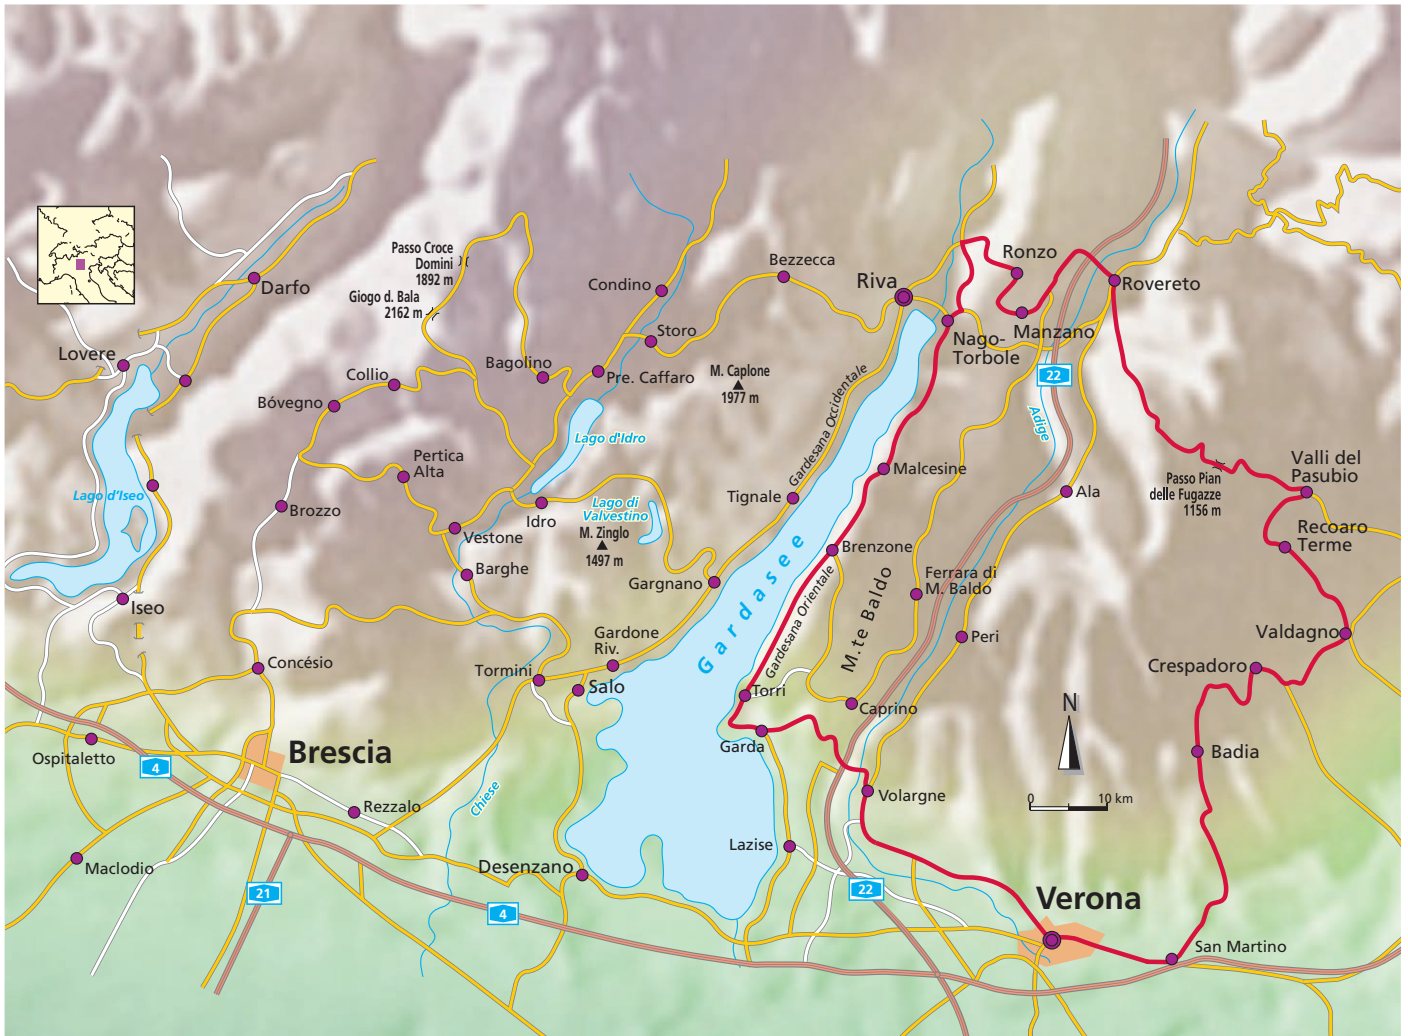 Passo Croce
Domini
1892 m
Giogo d. Bala
2162 m
Darfo
Lovere
Condino
Bezzecca
Riva
Ronzo
Rovereto
Storo
Manzano
Nago-
Torbole
Bagolino
Collio
Pre. Caffaro
M. Caplone
1977 m
22
Bóvegno
Gardesana Occidentale
Adige
Lago d'Idro
Pertica
Alta
Malcesine
Passo Pian
delle Fugazze
1156 m
Valli del
Pasubio
Lago d'Iseo
Brozzo
Idro
Lago di
Valvestino
Tignale
Ala
Recoaro
Terme
Vestone
M. Zinglo
1497 m
Brenzone
Barghe
Gargnano
Gardasee
Gardesana Orientale
M.te Baldo
Ferrara di
M. Baldo
Iseo
Gardone
Riv.
Peri
Valdagno
Concésio
Tormini
Salo
Crespadoro
Torri
Caprino
N
Garda
Ospitaletto
Brescia
Badia
4
Chiese
Rezzalo
Volargne
0 10 km
Lazise
Maclodio
Desenzano
21
4
22
Verona
San Martino